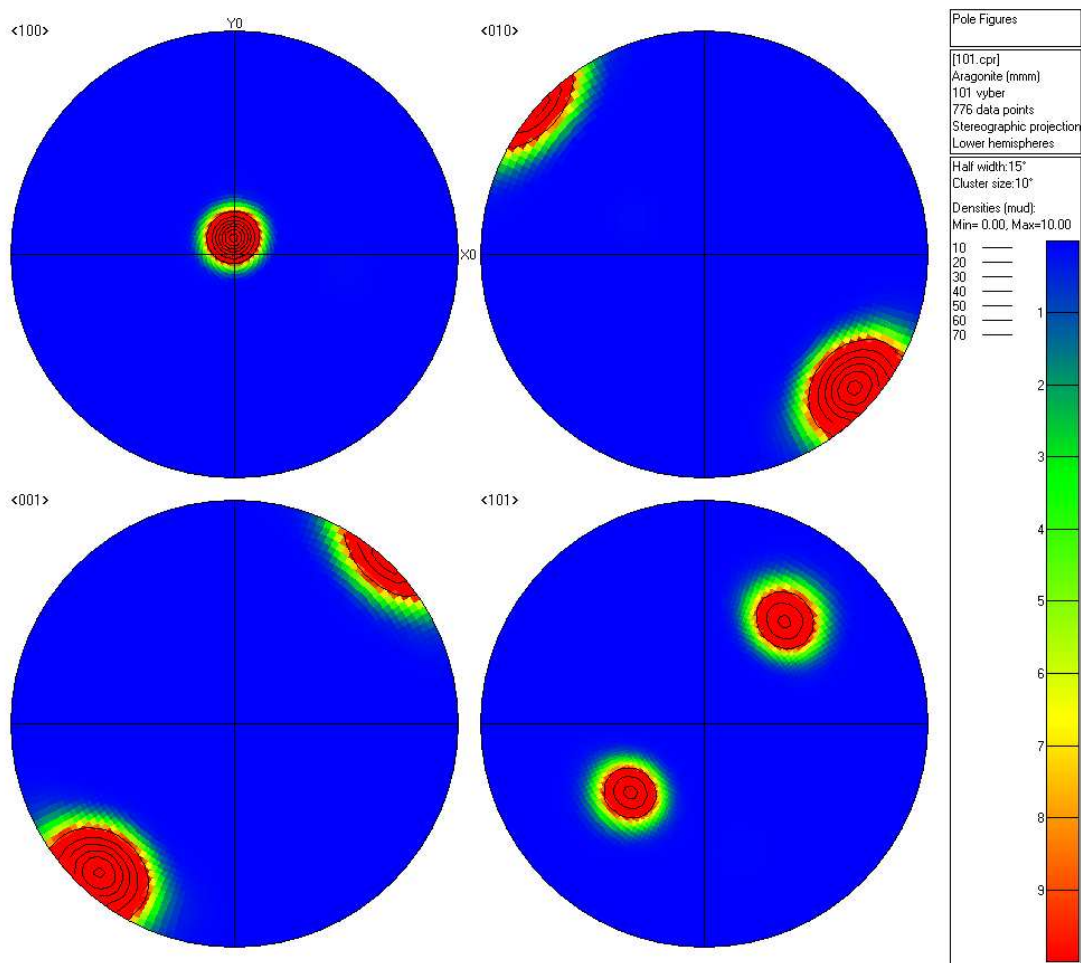 <100>
Y0
X0
<010>
<001>
<101>
Pole Figures
[101.cpr]
Aragonite (mmm)
101 vyber
776 data points
Stereographic projection
Lower hemispheres
Half width:15°
Cluster size:10°
Densities (mud):
Min= 0.00, Max=10.00
10
20
30
40
50
60
70
1
2
3
4
5
6
7
8
9